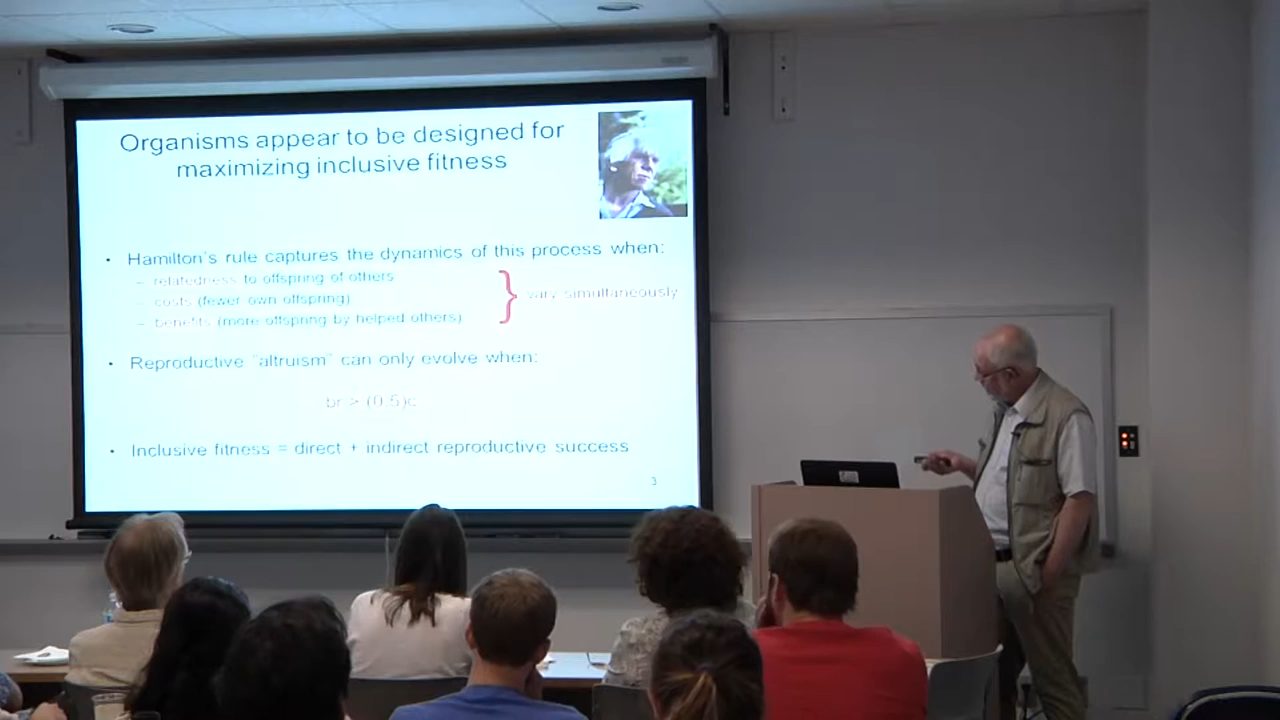 Organisms appear to be designed for
maximizing inclusive fitness
• Hamilton's rule captures the dynamics of this process when:
– relatedness to offspring of others
– costs (fewer own offspring)
– benefits (more offspring by helped others)
} vary simultaneously
• Reproductive "altruism" can only evolve when:
br > (0.5)c
• Inclusive fitness = direct + indirect reproductive success
3